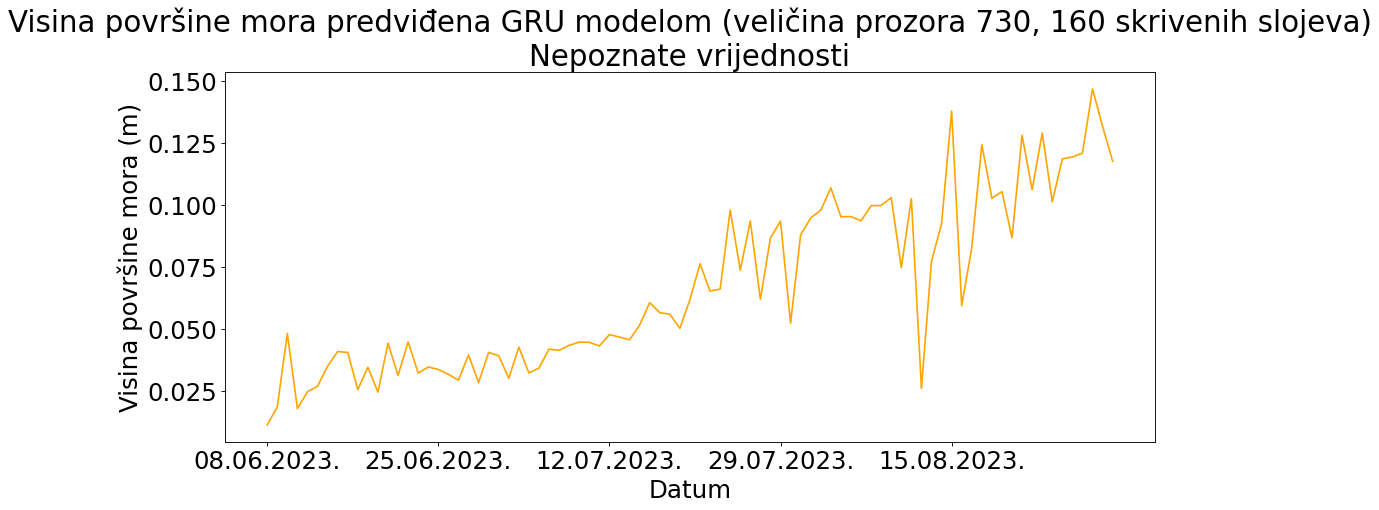 Visina površine mora predviđena GRU modelom (veličina prozora 730, 160 skrivenih slojeva)
Nepoznate vrijednosti
0.150
0.125
0.100
0.075
0.050
0.025
Visina površine mora (m)
08.06.2023. 25.06.2023. 12.07.2023. 29.07.2023. 15.08.2023.
Datum